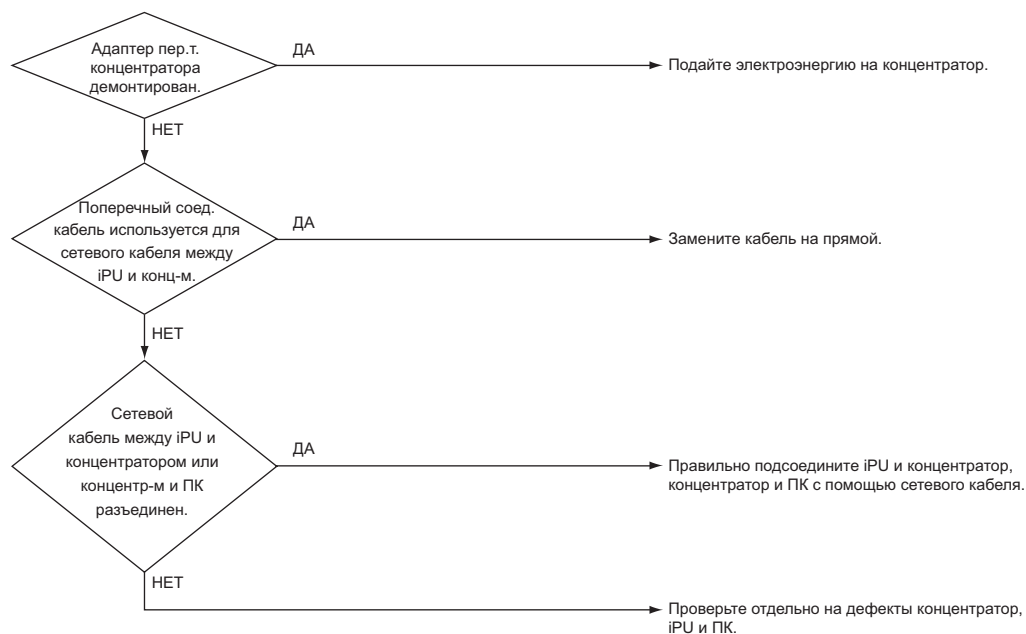 Адаптер пер.т.
концентратора
демонтирован.
ДА
Подайте электроэнергию на концентратор.
НЕТ
Поперечный соед.
кабель используется для
сетевого кабеля между
iPU и конц-м.
ДА
Замените кабель на прямой.
НЕТ
Сетевой
кабель между iPU и
концентратором или
концентр-м и ПК
разъединен.
ДА
Правильно подсоедините iPU и концентратор,
концентратор и ПК с помощью сетевого кабеля.
НЕТ
Проверьте отдельно на дефекты концентратор,
iPU и ПК.